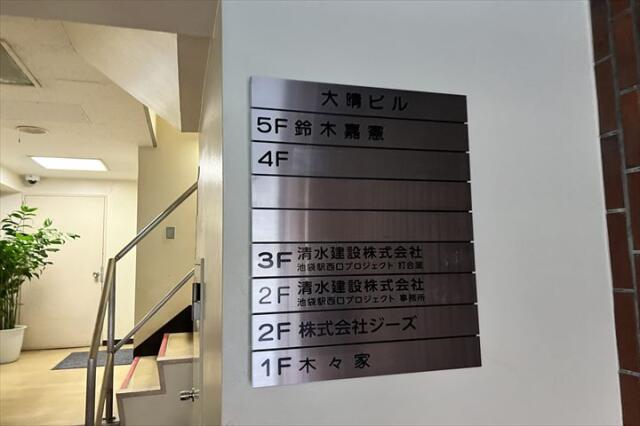 大晴ビル
5F 鈴木嘉憲
4F
3F 清水建設株式会社
池袋駅西口プロジェクト 打合室
2F 清水建設株式会社
池袋駅西口プロジェクト 事務所
2F 株式会社ジーズ
1F 木々家